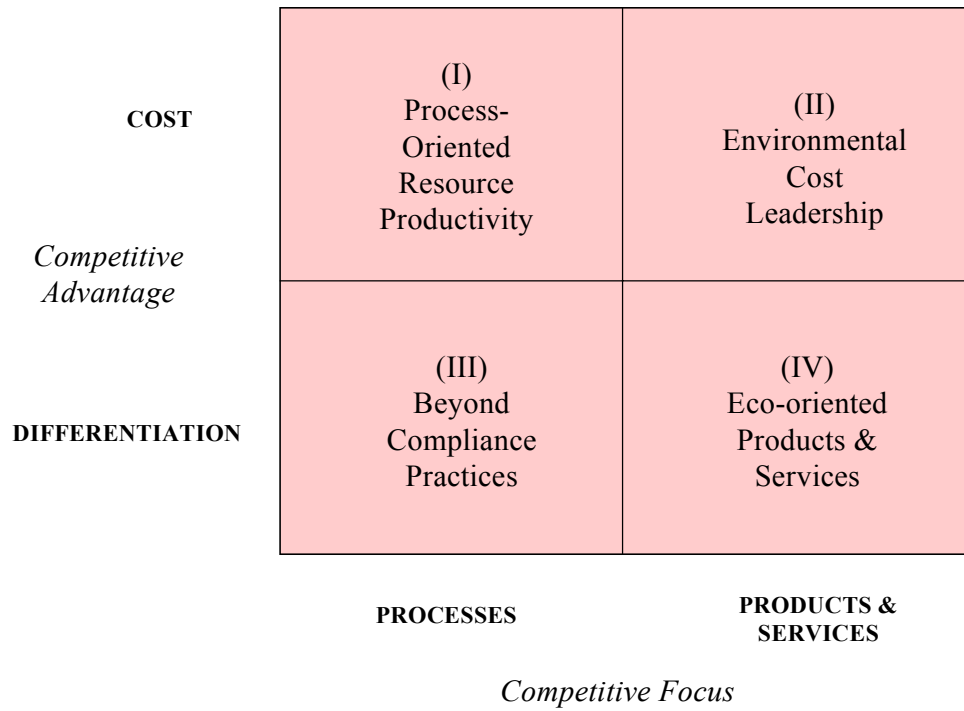 (I)
Process-
Oriented
Resource
Productivity
(II)
Environmental
Cost
Leadership
COST
Competitive
Advantage
(III)
Beyond
Compliance
Practices
(IV)
Eco-oriented
Products &
Services
DIFFERENTIATION
PROCESSES
PRODUCTS &
SERVICES
Competitive Focus